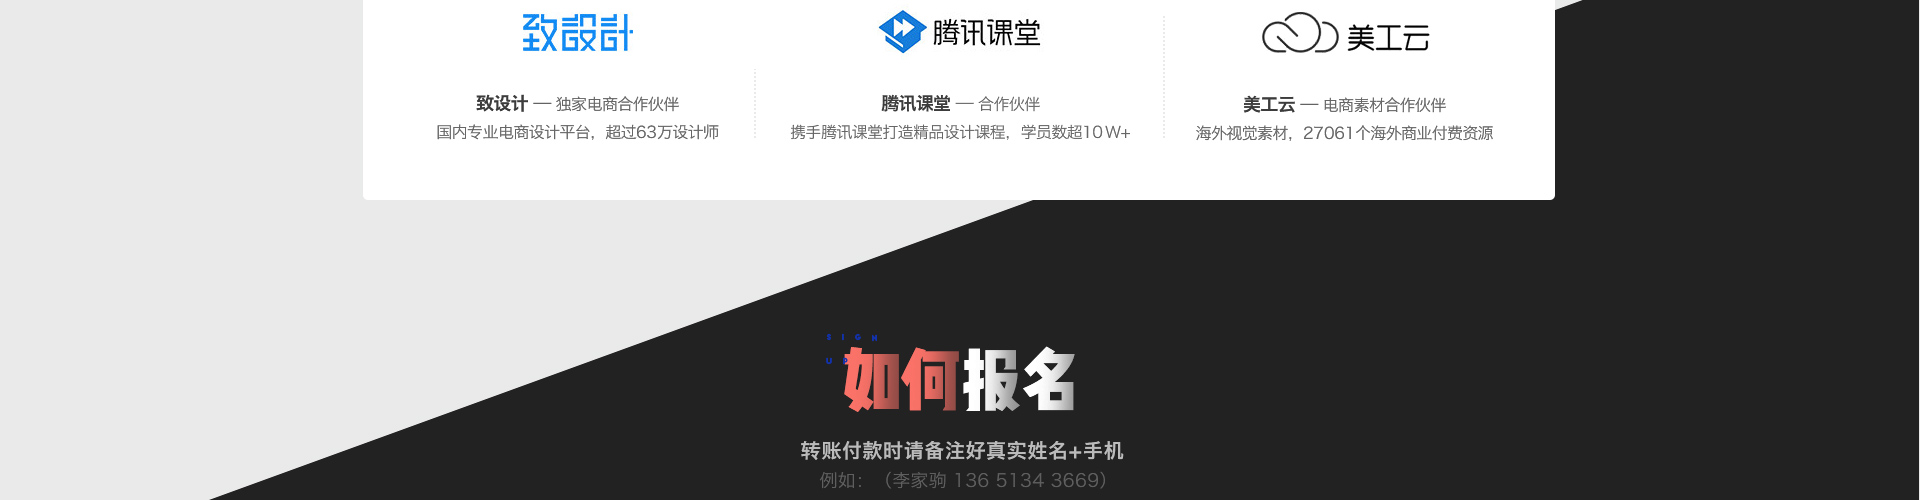 致設計
腾讯课堂
美工云
致设计 — 独家电商合作伙伴
国内专业电商设计平台，超过63万设计师
腾讯课堂 — 合作伙伴
携手腾讯课堂打造精品设计课程，学员数超10W+
美工云 — 电商素材合作伙伴
海外视觉素材，27061个海外商业付费资源
SIGH
UP
如何报名
转账付款时请备注好真实姓名+手机
例如：（李家驹 136 5134 3669）